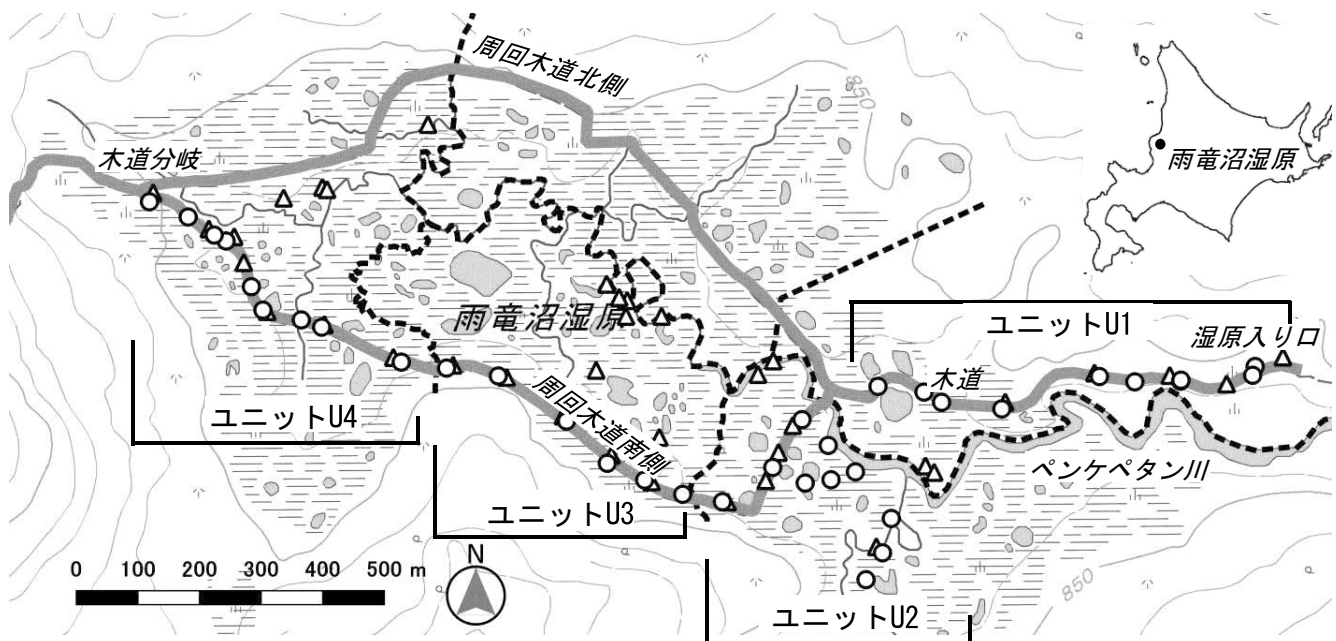 周回木道北側
850
木道分岐
雨竜沼湿原
雨竜沼湿原
ユニットU1
湿原入り口
木道
ユニットU4
周回木道南側
ペンケペタン川
ユニットU3
N
0 100 200 300 400 500 m
850
ユニットU2